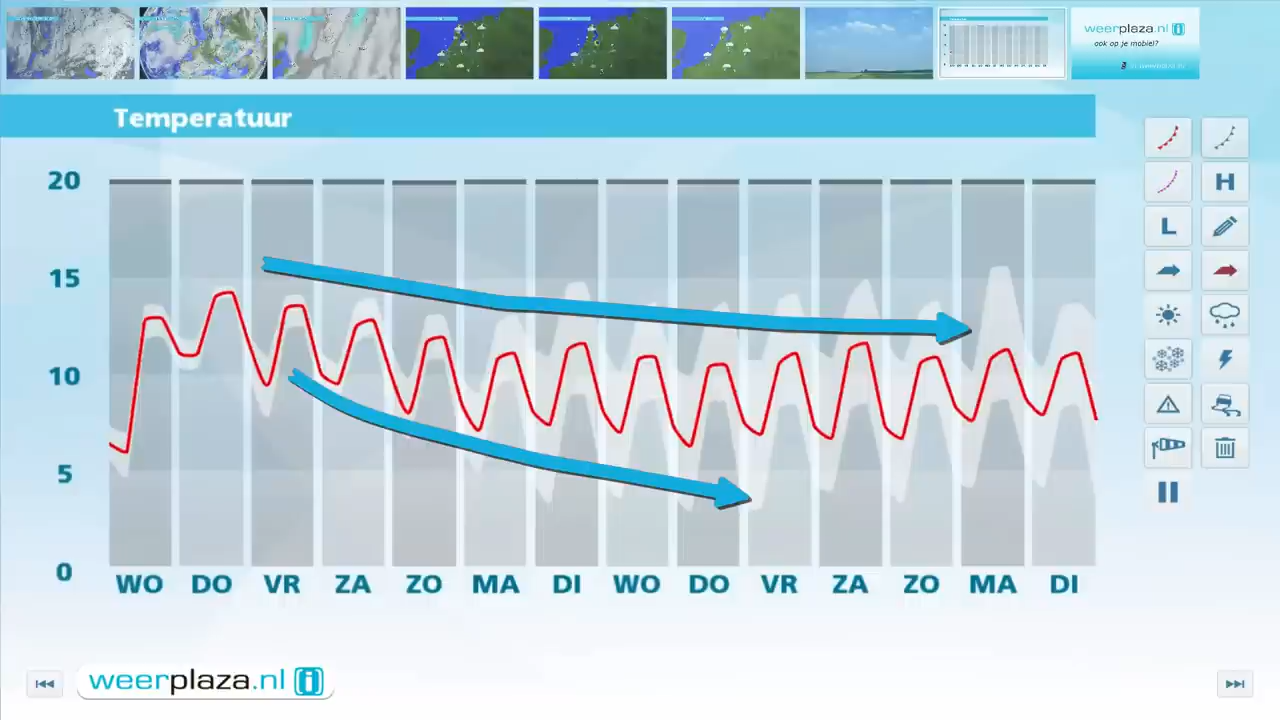 weerplaza.nl i
ook op je mobiel?
Temperatuur
20
15
10
5
0
WO DO VR ZA ZO MA DI WO DO VR ZA ZO MA DI
H
L
weerplaza.nl i